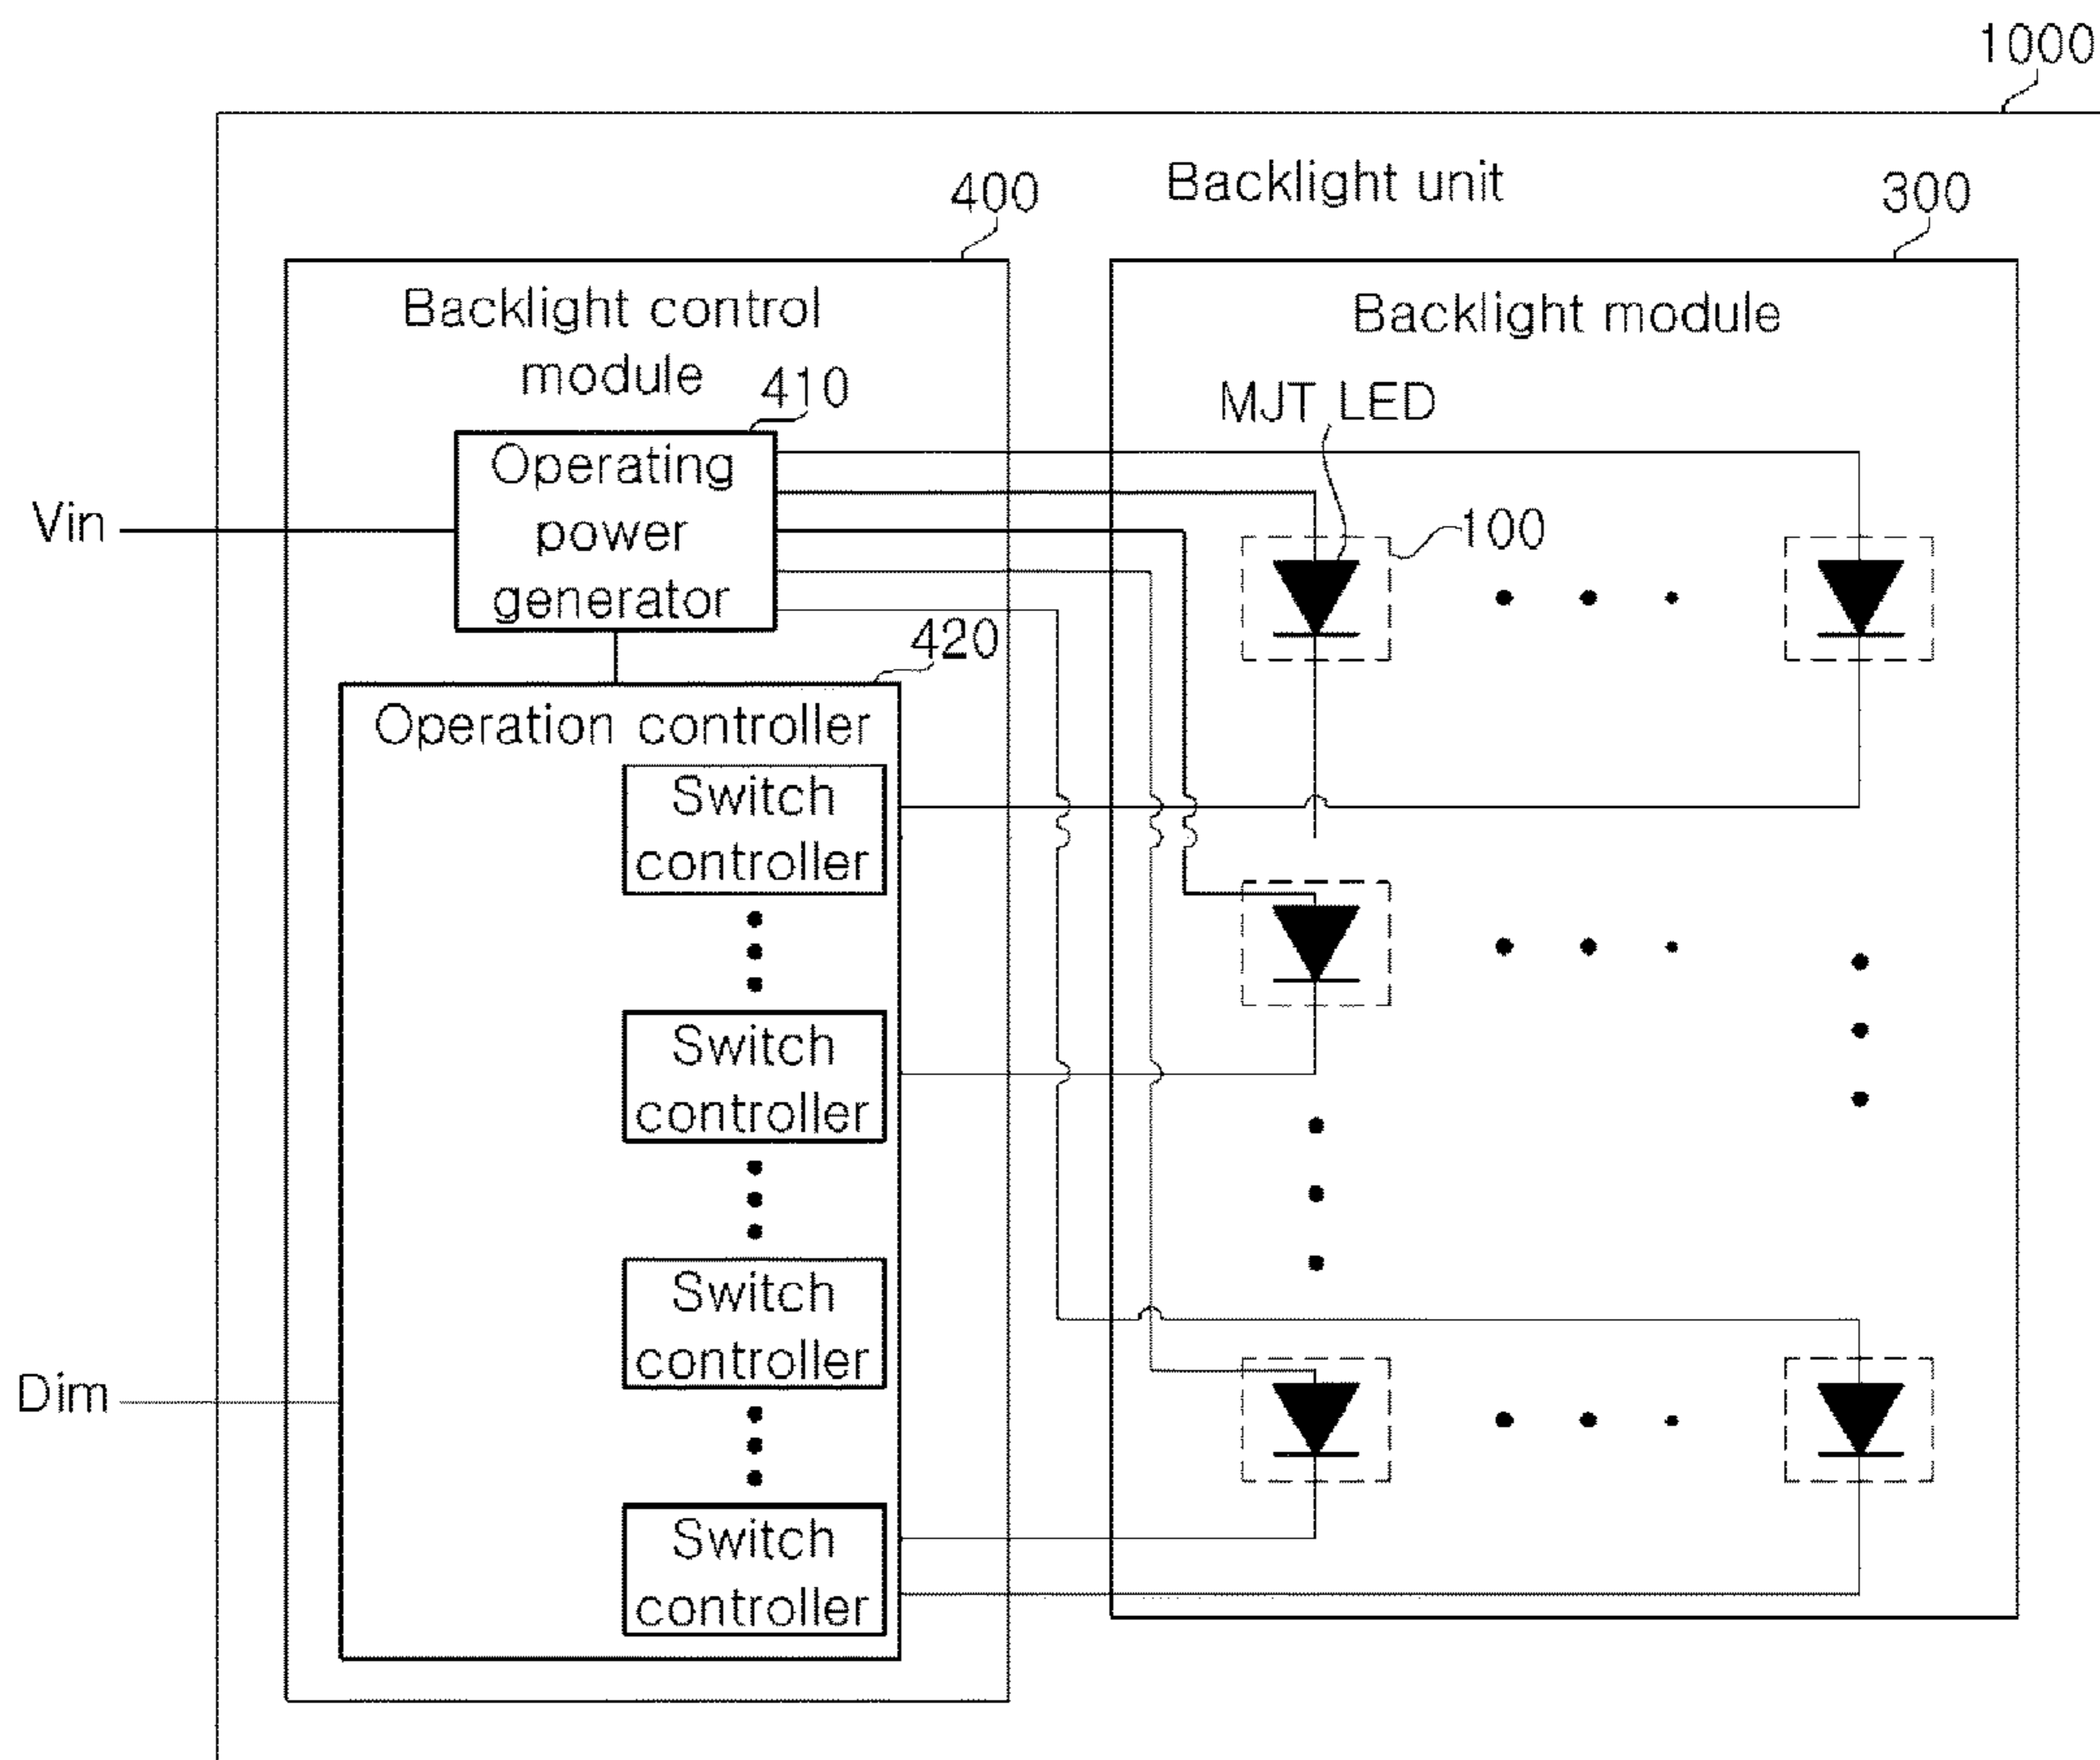 1000
Backlight unit
400
300
Backlight control
module
Backlight module
410
MJT LED
Operating
power
generator
Vin
100
420
Operation controller
Switch
controller
Switch
controller
Switch
controller
Dim
Switch
controller